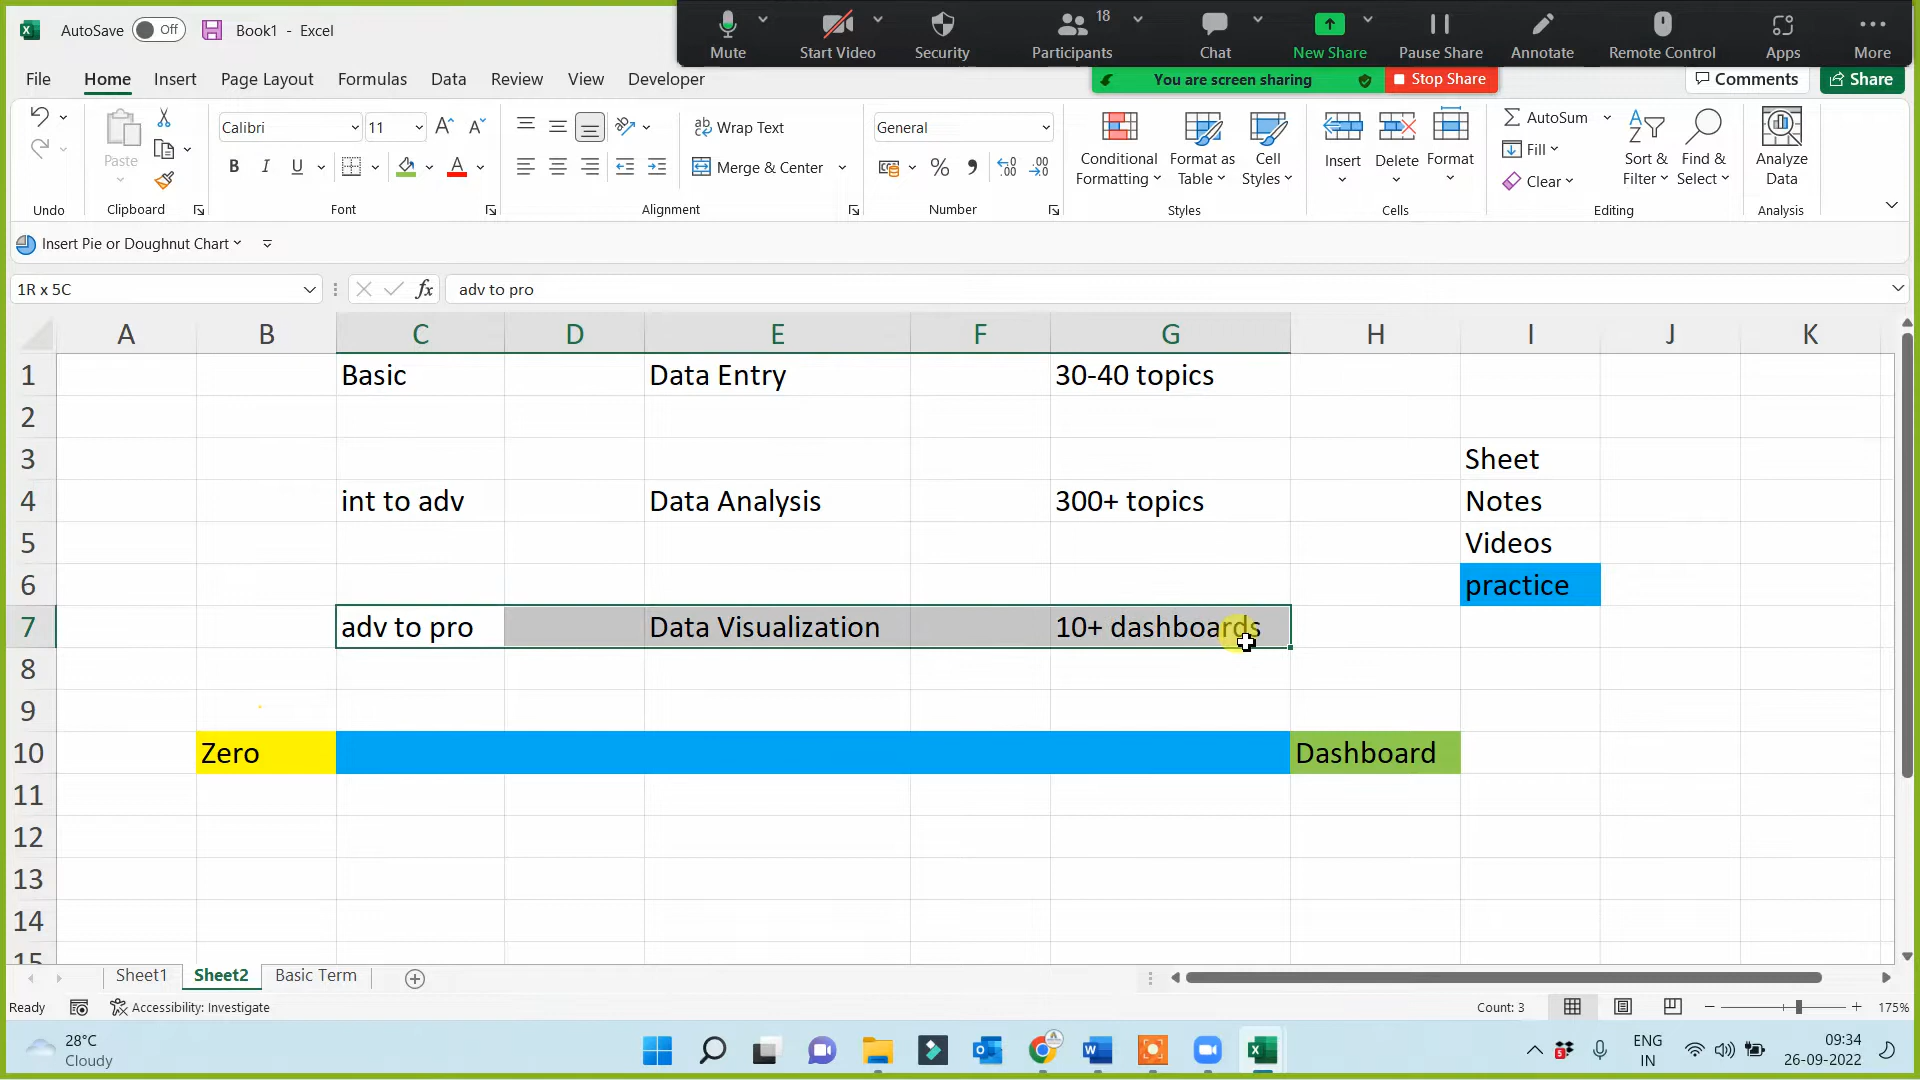 AutoSave Off Book1 - Excel
Mute Start Video Security Participants 18 Chat New Share Pause Share Annotate Remote Control Apps More
File Home Insert Page Layout Formulas Data Review View Developer
You are screen sharing Stop Share
Comments Share
Paste
Calibri 11
B I U A
Wrap Text
Merge & Center
General
%
Conditional Formatting
Format as Table
Cell Styles
Insert Delete Format
AutoSum
Fill
Clear
Sort & Filter
Find & Select
Analyze Data
Undo Clipboard Font Alignment Number Styles Cells Editing Analysis
Insert Pie or Doughnut Chart
1R x 5C fx adv to pro
A B C D E F G H I J K
1 Basic Data Entry 30-40 topics
2
3 Sheet
4 int to adv Data Analysis 300+ topics Notes
5 Videos
6 practice
7 adv to pro Data Visualization 10+ dashboards
8
9
10 Zero Dashboard
11
12
13
14
15
Sheet1 Sheet2 Basic Term
Ready Accessibility: Investigate Count: 3 175%
28°C
Cloudy
ENG
IN
09:34
26-09-2022